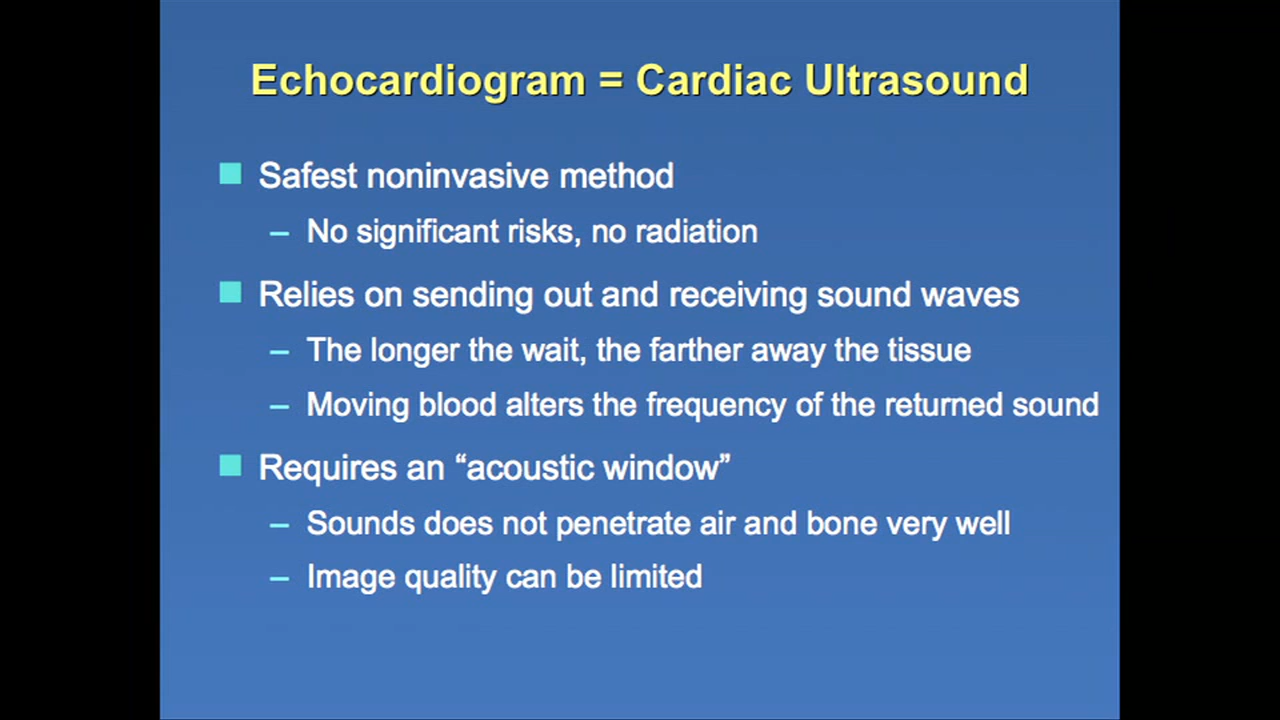 Echocardiogram = Cardiac Ultrasound
Safest noninvasive method
– No significant risks, no radiation
Relies on sending out and receiving sound waves
– The longer the wait, the farther away the tissue
– Moving blood alters the frequency of the returned sound
Requires an “acoustic window”
– Sounds does not penetrate air and bone very well
– Image quality can be limited